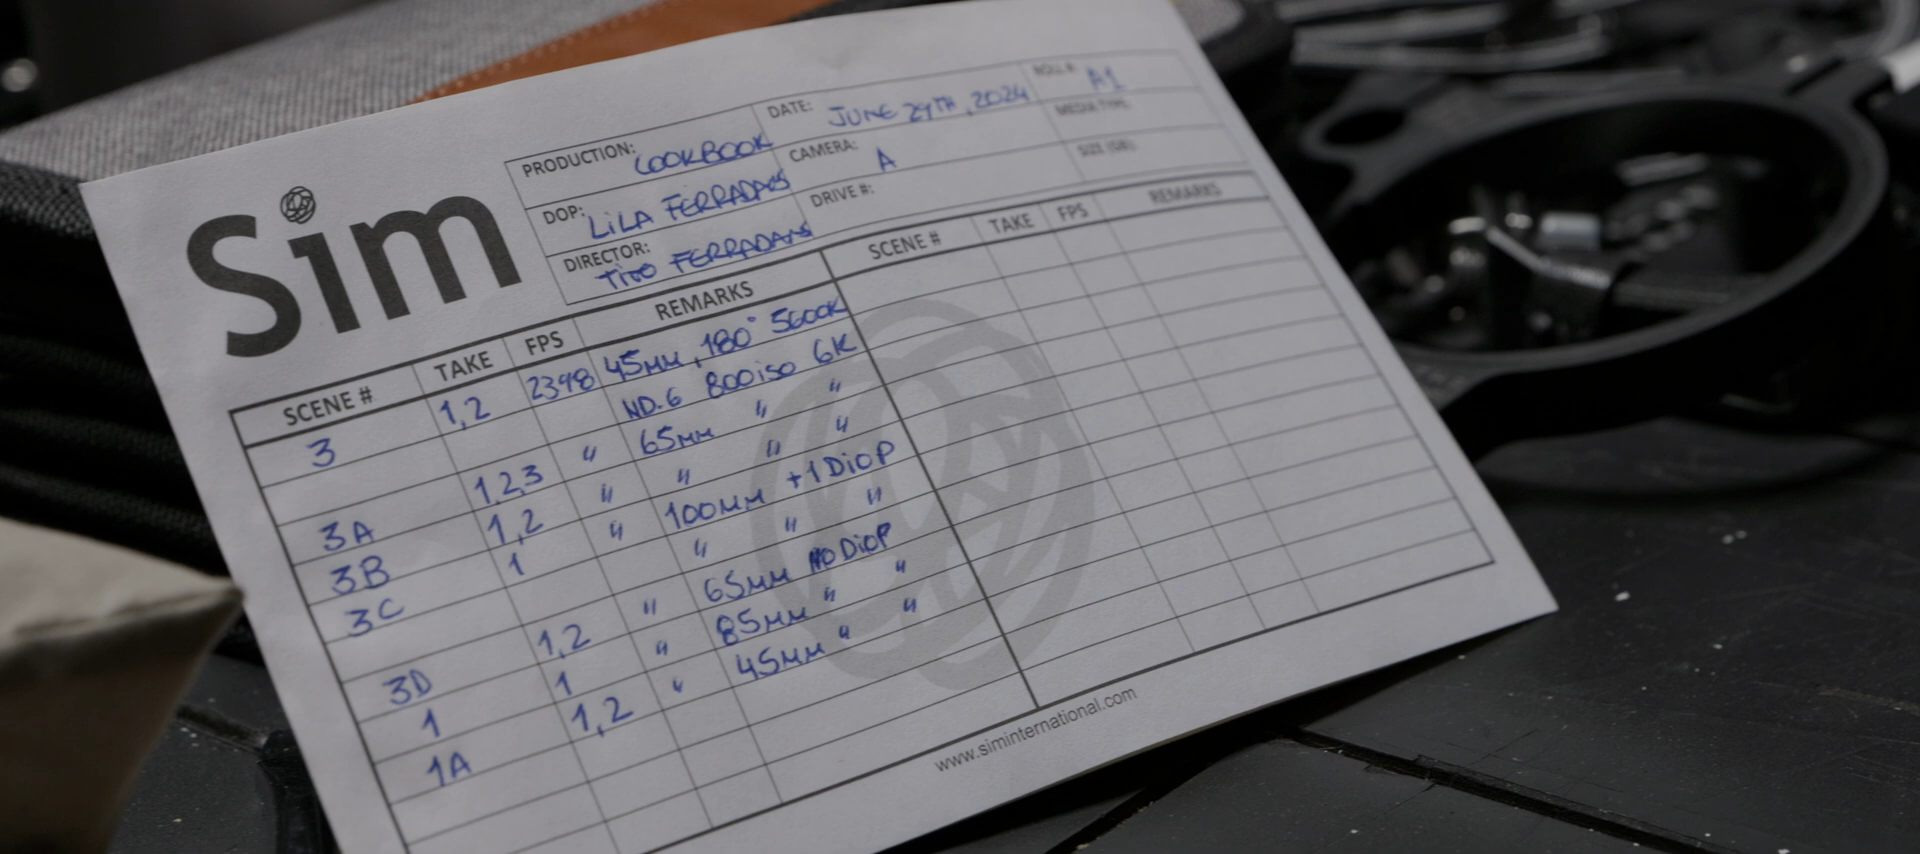 Sim
PRODUCTION: COOKBOOK DATE: JUNE 29TH, 2024 ROLL #: A1
DOP: LILA FERRADANS CAMERA: A MEDIA TYPE:
DIRECTOR: TITO FERRADANS DRIVE #: SIZE (GB):
SCENE # TAKE FPS REMARKS SCENE # TAKE FPS REMARKS
3 1,2 2398 45MM, 180° 5600K
ND.6 800iso 6K
3A 1,2,3 " 65MM " "
3B 1,2 " " " "
3C 1 " 100MM +1 DIOP
" " "
3D 1,2 " 65MM NO DIOP
1 1 " 85MM " "
1A 1,2 " 45MM " "
www.siminternational.com